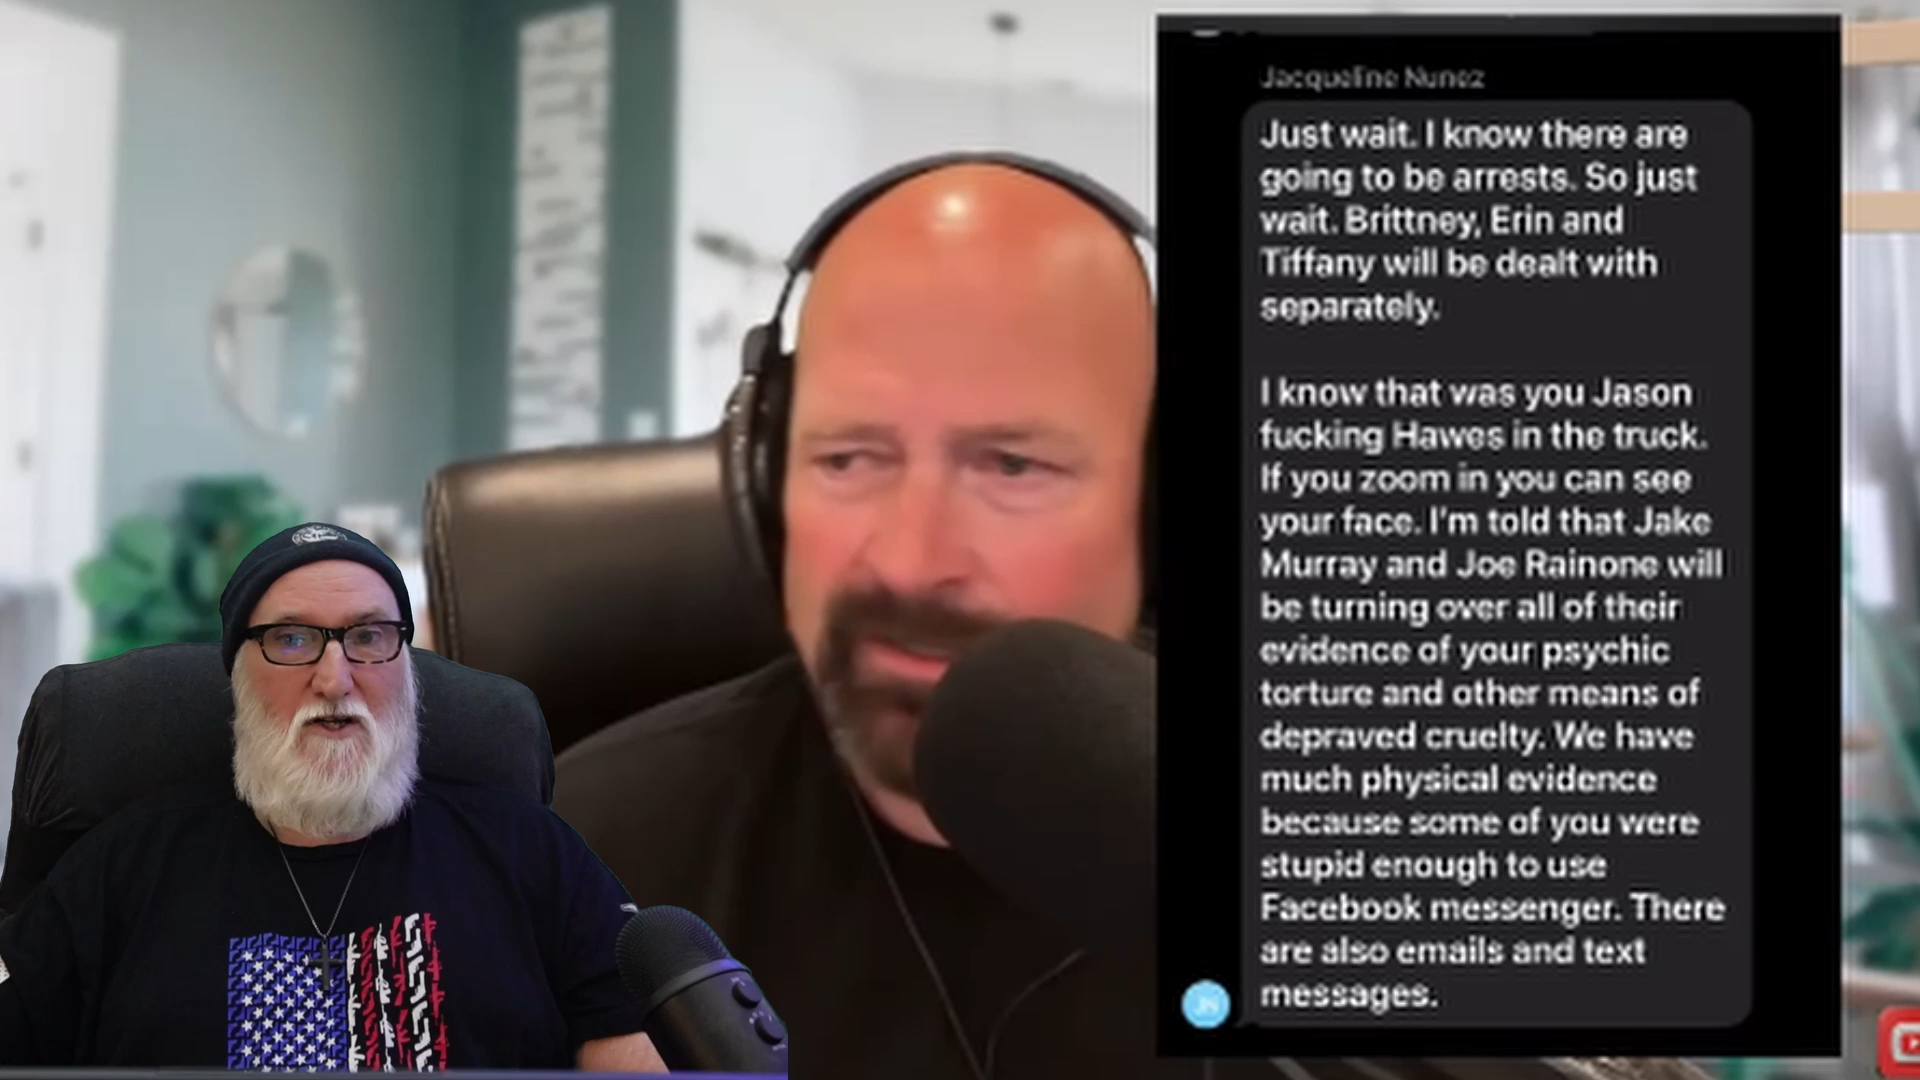 Jacqueline Nunez
Just wait. I know there are
going to be arrests. So just
wait. Brittney, Erin and
Tiffany will be dealt with
separately.
I know that was you Jason
fucking Hawes in the truck.
If you zoom in you can see
your face. I'm told that Jake
Murray and Joe Rainone will
be turning over all of their
evidence of your psychic
torture and other means of
depraved cruelty. We have
much physical evidence
because some of you were
stupid enough to use
Facebook messenger. There
are also emails and text
messages.
JN